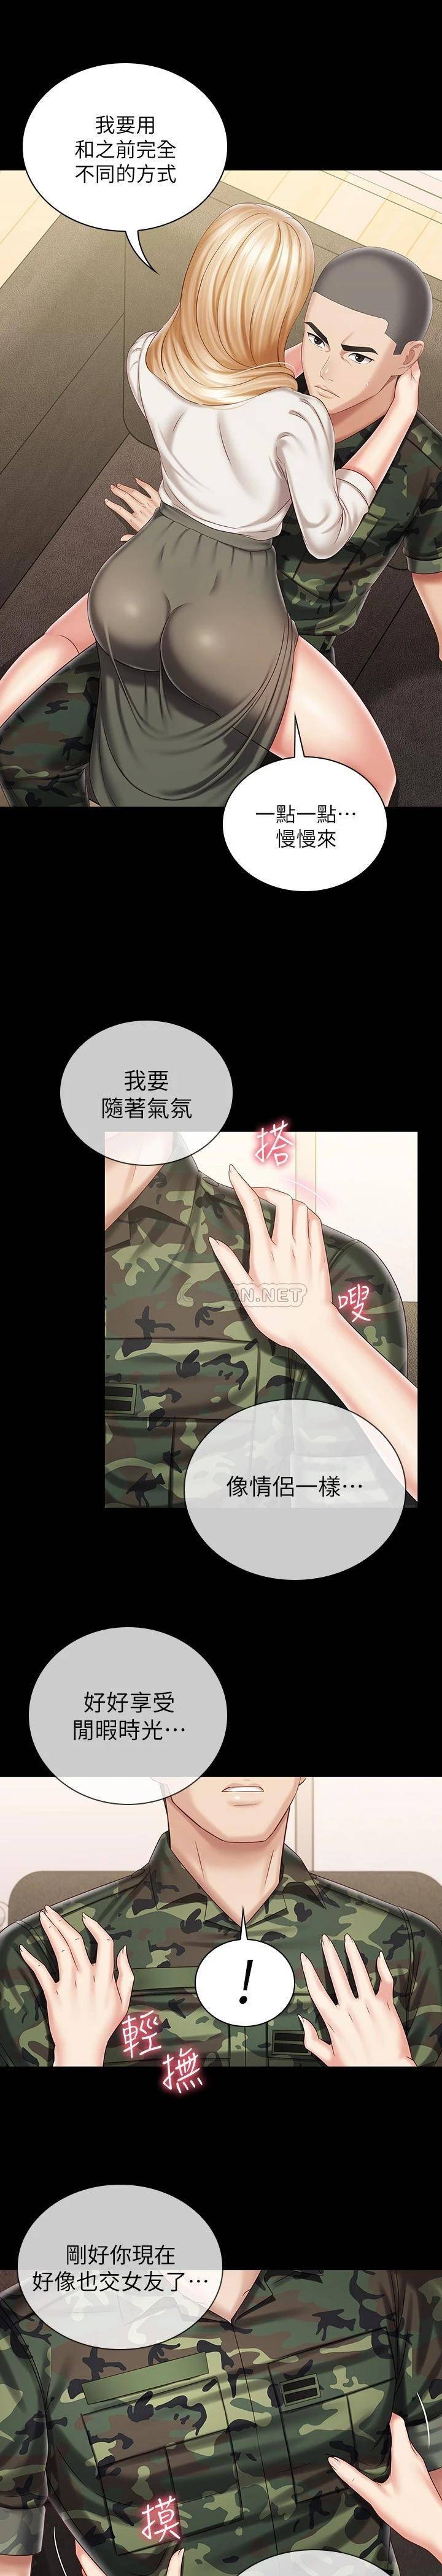 我要用
和之前完全
不同的方式
一點一點⋯
慢慢來
我要
隨著氣氛
搭
N.NET
嗖
像情侶一樣⋯
好好享受
閒暇時光⋯
!
輕
撫
剛好你現在
好像也交女友了⋯
摸